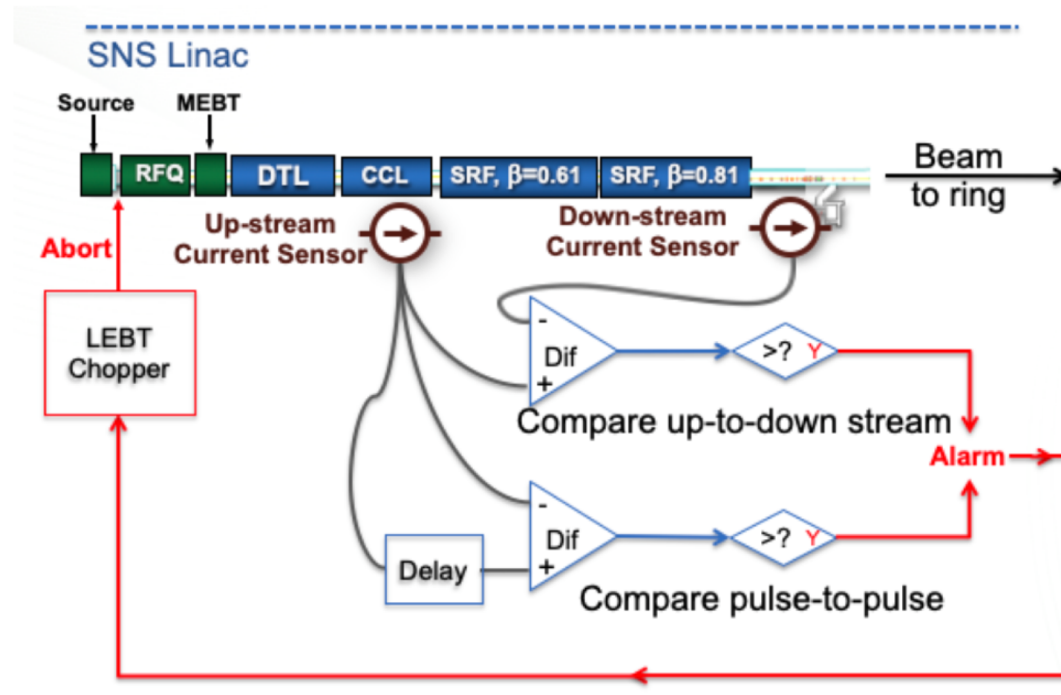 SNS Linac
Source
MEBT
RFQ
DTL
CCL
SRF, β=0.61
SRF, β=0.81
Beam
to ring
Up-stream
Current Sensor
Down-stream
Current Sensor
Abort
LEBT
Chopper
-
Dif
+
>? Y
Compare up-to-down stream
Alarm
-
Dif
+
>? Y
Delay
Compare pulse-to-pulse